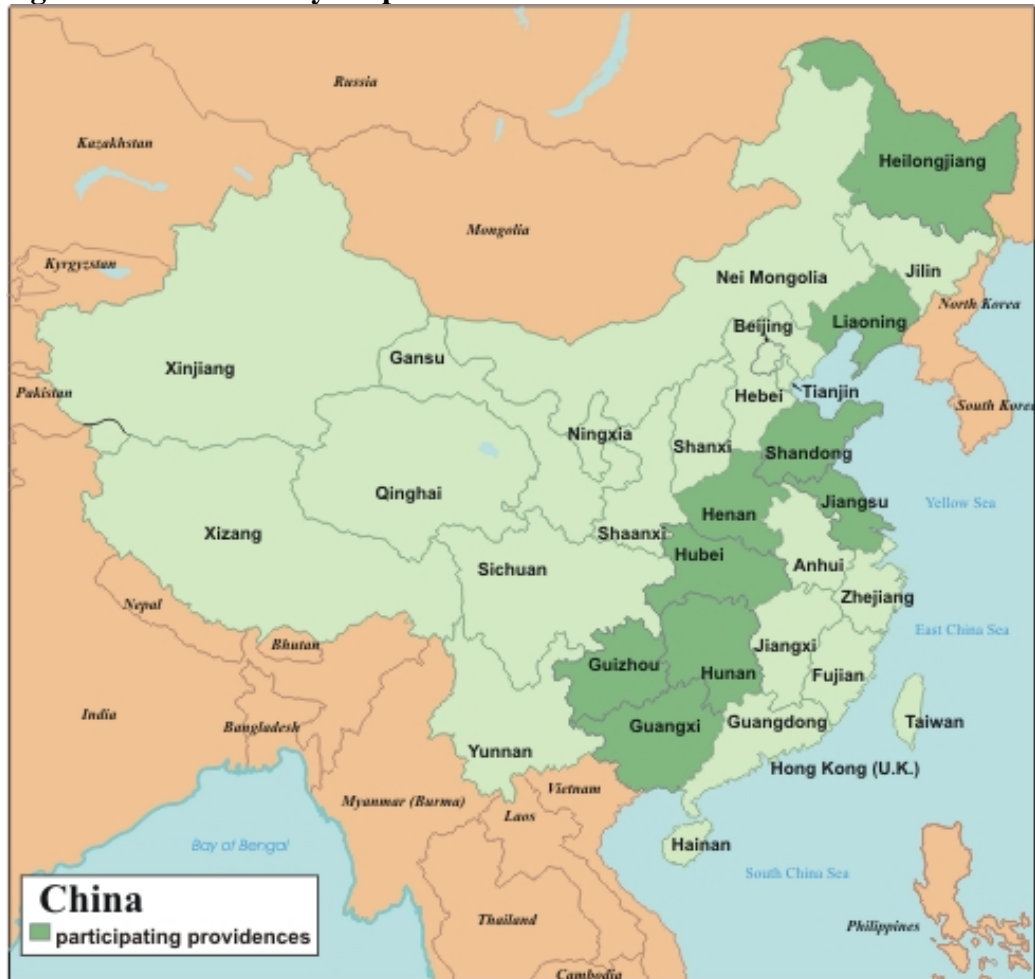 Russia
Kazakhstan
Heilongjiang
Mongolia
Kyrgyzstan
Jilin
Nei Mongolia
North Korea
Liaoning
Beijing
Gansu
Xinjiang
Pakistan
Hebei
Tianjin
South Korea
Ningxia
Shanxi
Shandong
Qinghai
Jiangsu
Yellow Sea
Henan
Xizang
Shaanxi
Hubei
Sichuan
Anhui
Nepal
Zhejiang
East China Sea
Bhutan
Jiangxi
Guizhou
Hunan
Fujian
India
Bangladesh
Guangxi
Guangdong
Taiwan
Yunnan
Hong Kong (U.K.)
Vietnam
Myanmar (Burma)
Laos
Bay of Bengal
Hainan
South China Sea
China
participating providences
Thailand
Philippines
Cambodia